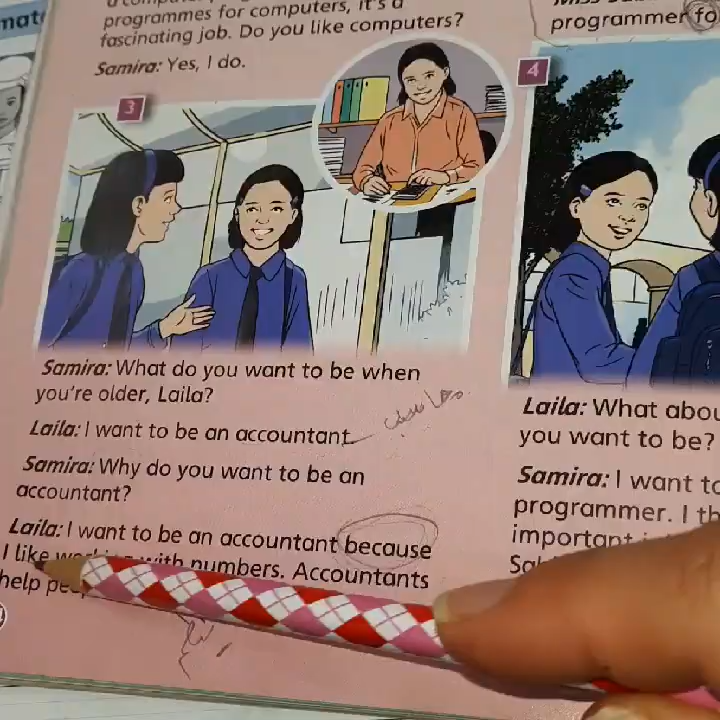 mat
programmes for computers, it's a
fascinating job. Do you like computers?
Samira: Yes, I do.
3
Samira: What do you want to be when
you're older, Laila?
Laila: I want to be an accountant
Samira: Why do you want to be an
accountant?
Laila: I want to be an accountant because
I like with numbers. Accountants
help
programmer fo
4
Laila: What abou
you want to be?
Samira: I want to
programmer. I th
important